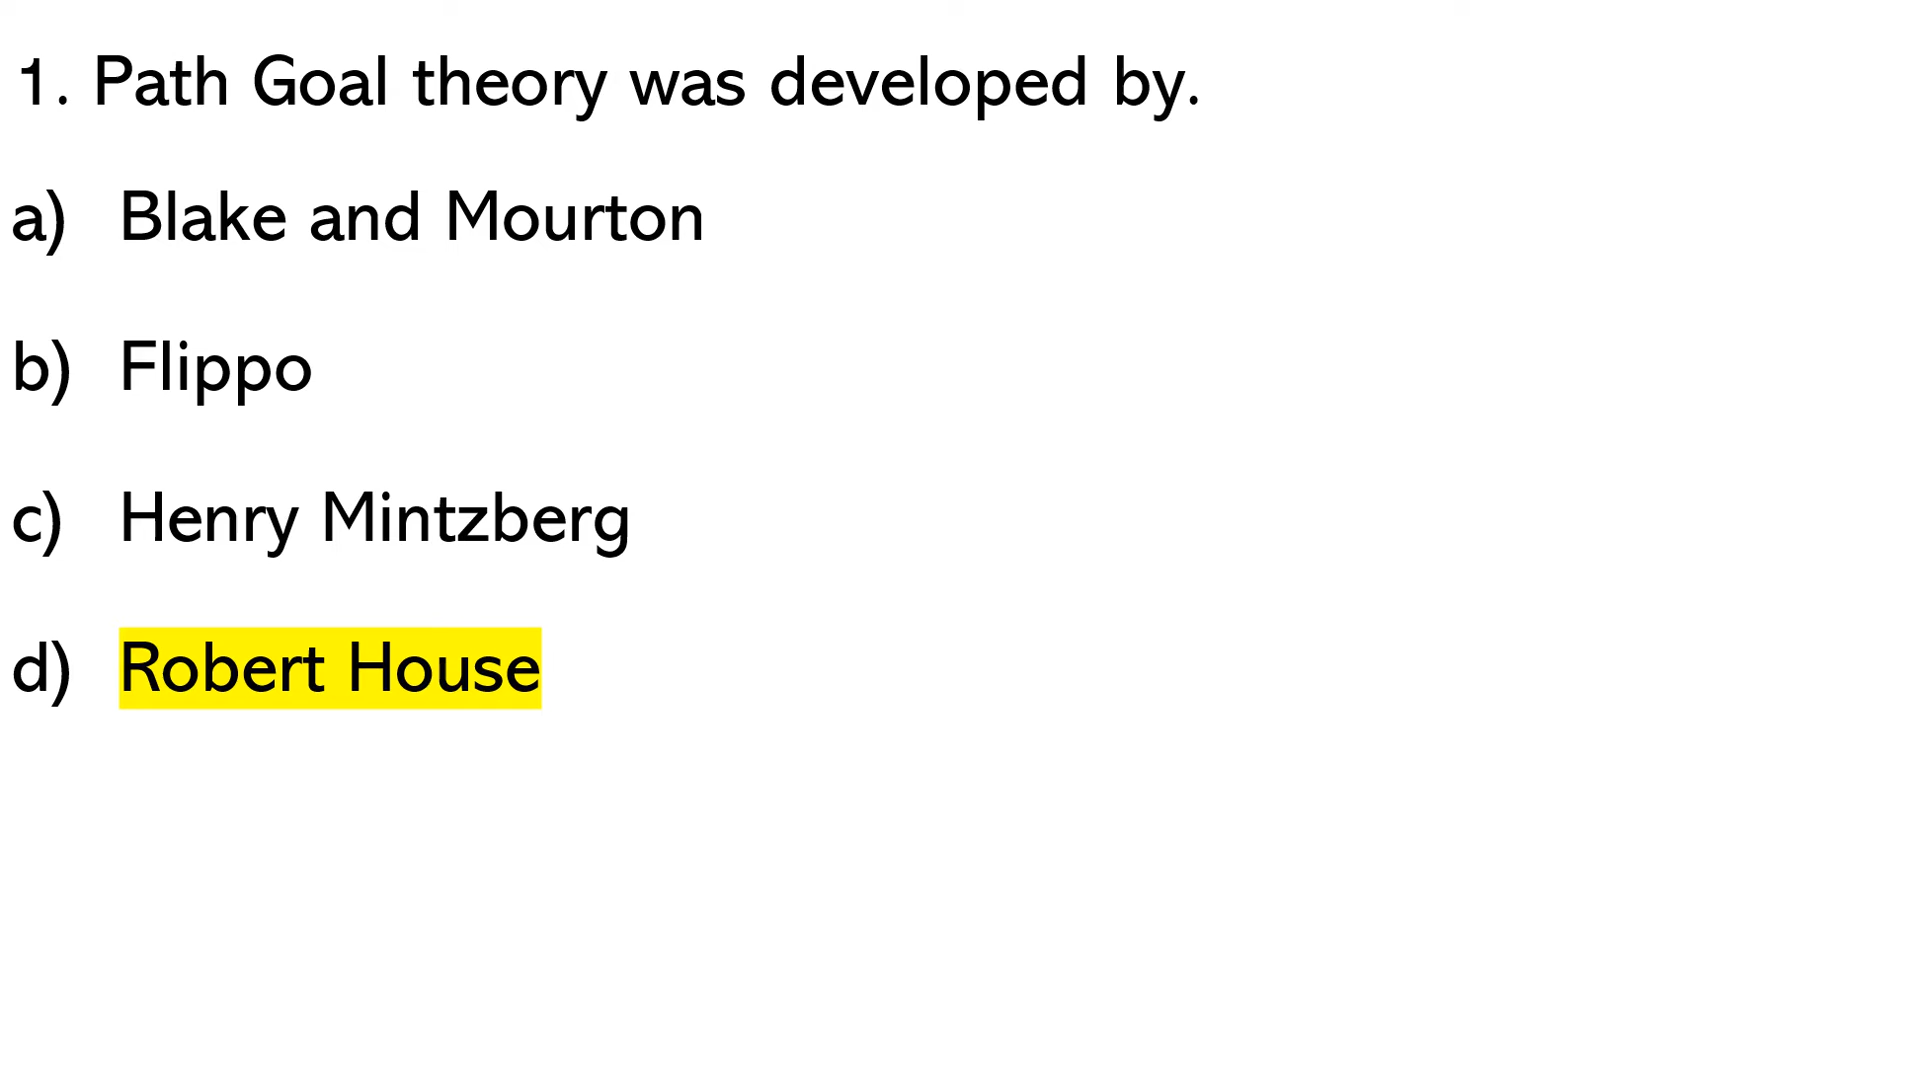 1. Path Goal theory was developed by.
a) Blake and Mourton
b) Flippo
c) Henry Mintzberg
d) Robert House